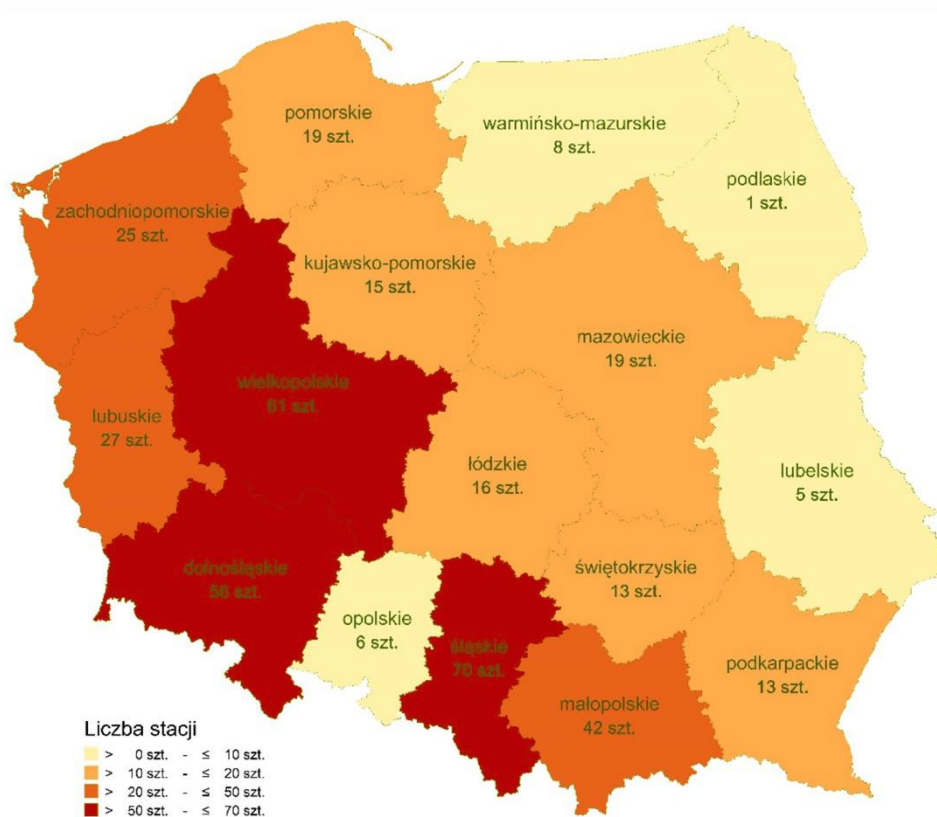 pomorskie
19 szt.
warmińsko-mazurskie
8 szt.
podlaskie
1 szt.
zachodniopomorskie
25 szt.
kujawsko-pomorskie
15 szt.
mazowieckie
19 szt.
wielkopolskie
61 szt.
lubuskie
27 szt.
łódzkie
16 szt.
lubelskie
5 szt.
dolnośląskie
56 szt.
świętokrzyskie
13 szt.
opolskie
6 szt.
śląskie
70 szt.
podkarpackie
13 szt.
małopolskie
42 szt.
Liczba stacji
> 0 szt. - ≤ 10 szt.
> 10 szt. - ≤ 20 szt.
> 20 szt. - ≤ 50 szt.
> 50 szt. - ≤ 70 szt.